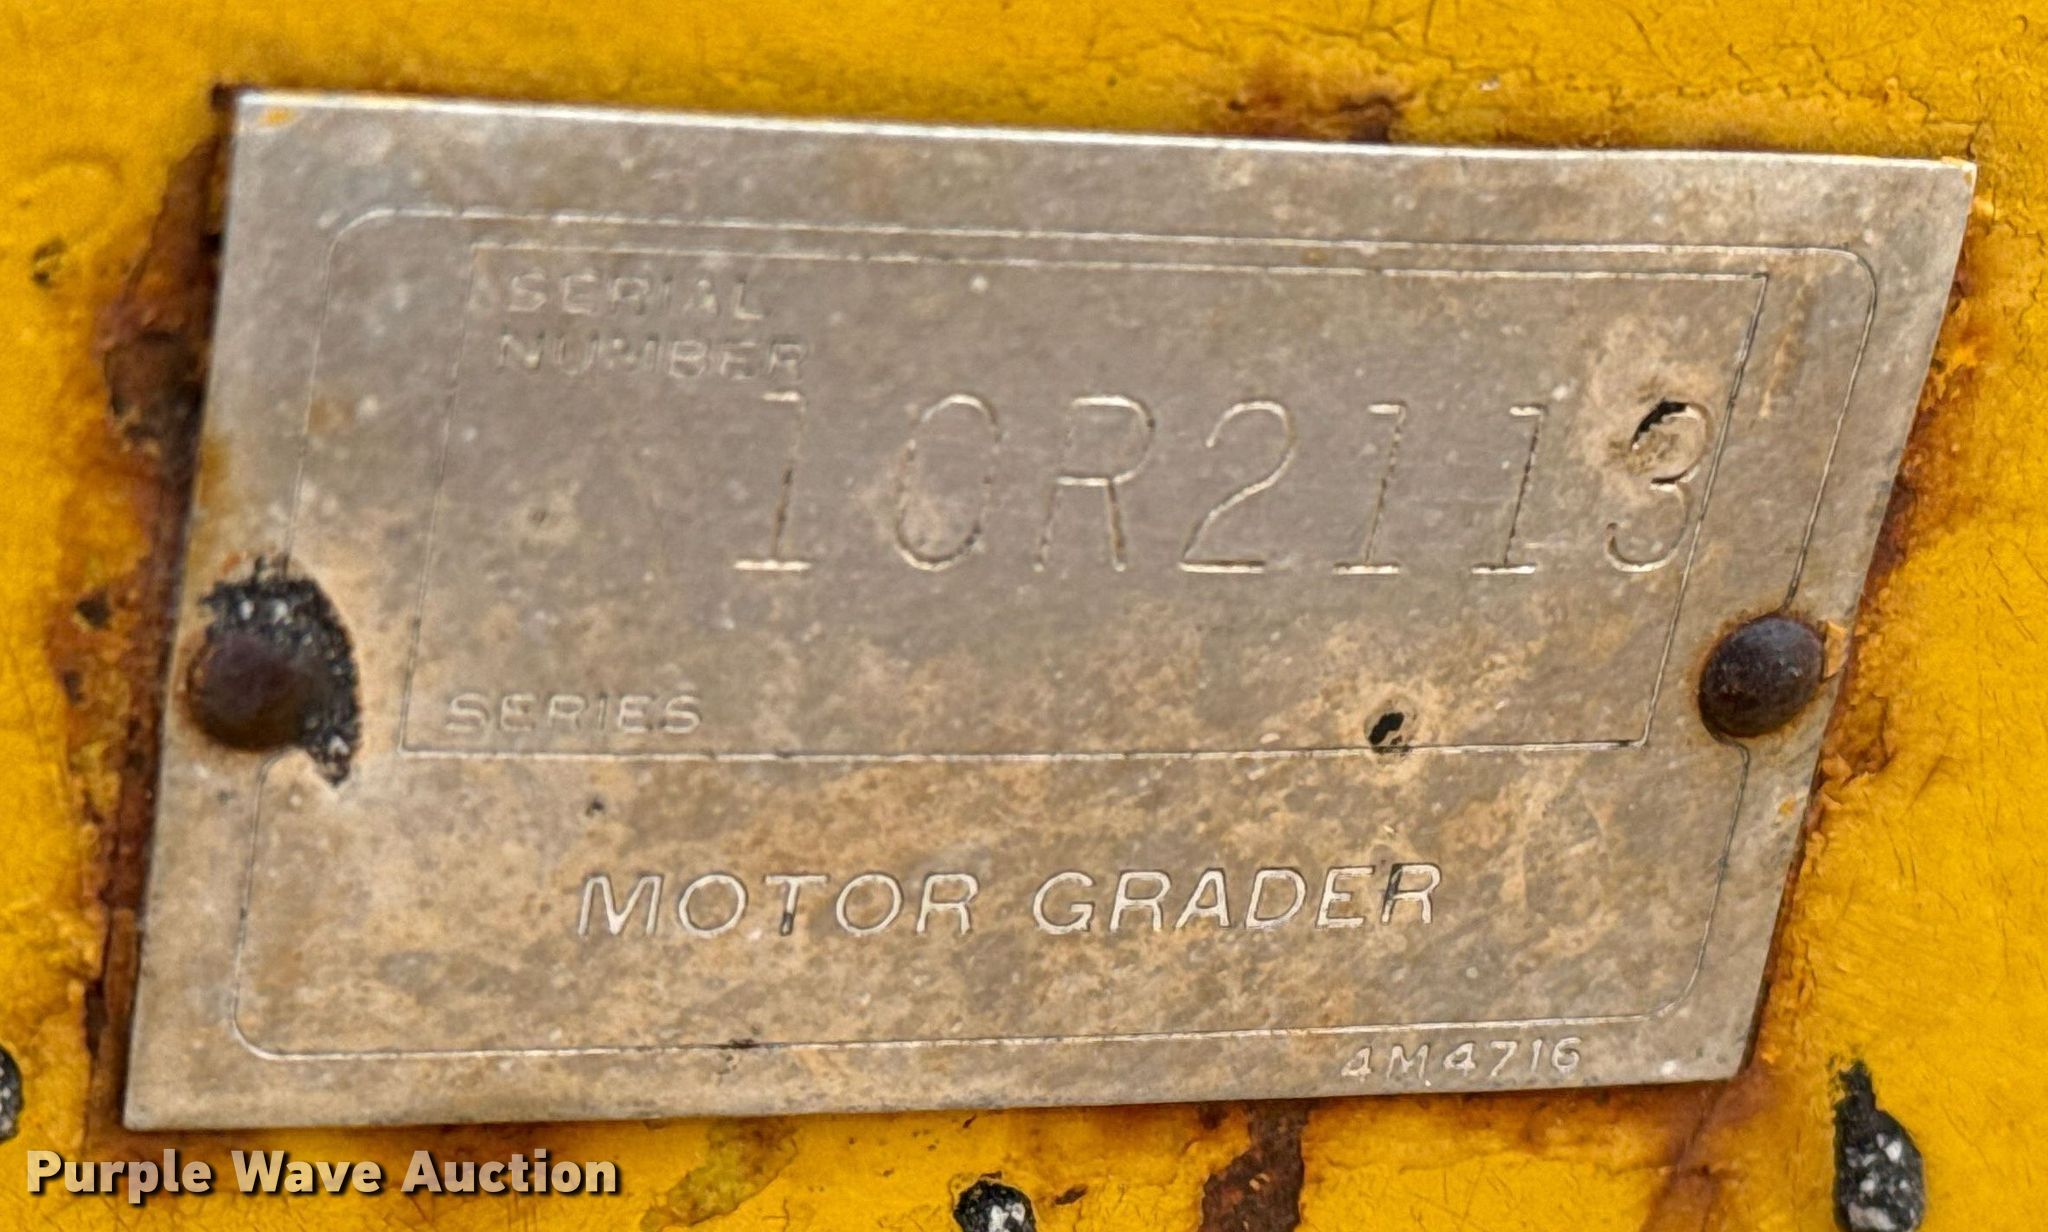 SERIAL
NUMBER
10R2113
SERIES
MOTOR GRADER
4M4716
Purple Wave Auction